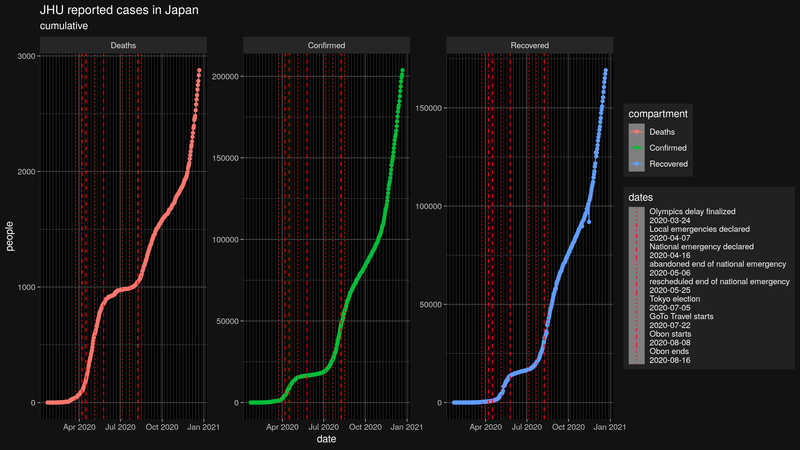 JHU reported cases in Japan
cumulative
Deaths
Confirmed
Recovered
people
3000
2000
1000
0
200000
150000
100000
50000
0
150000
100000
50000
0
Apr 2020 Jul 2020 Oct 2020 Jan 2021
Apr 2020 Jul 2020 Oct 2020 Jan 2021
Apr 2020 Jul 2020 Oct 2020 Jan 2021
date
compartment
Deaths
Confirmed
Recovered
dates
Olympics delay finalized
2020-03-24
Local emergencies declared
2020-04-07
National emergency declared
2020-04-16
abandoned end of national emergency
2020-05-06
rescheduled end of national emergency
2020-05-25
Tokyo election
2020-07-05
GoTo Travel starts
2020-07-22
Obon starts
2020-08-08
Obon ends
2020-08-16